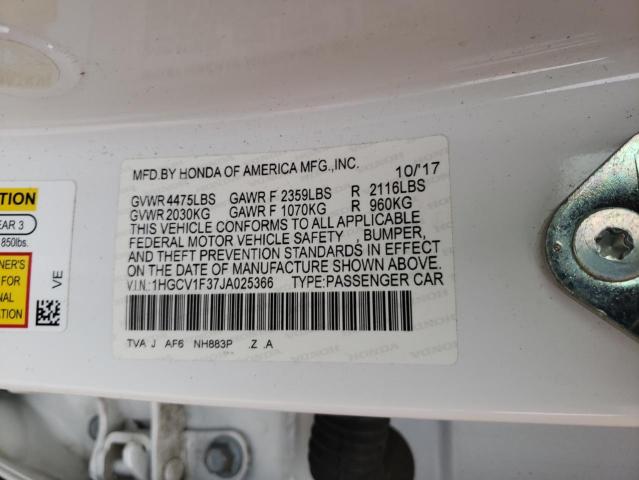 MFD.BY HONDA OF AMERICA MFG.,INC. 10/'17
GVWR 4475LBS GAWR F 2359LBS R 2116LBS
GVWR 2030KG GAWR F 1070KG R 960KG
THIS VEHICLE CONFORMS TO ALL APPLICABLE
FEDERAL MOTOR VEHICLE SAFETY , BUMPER,
AND THEFT PREVENTION STANDARDS IN EFFECT
ON THE DATE OF MANUFACTURE SHOWN ABOVE.
V.I.N.:1HGCV1F37JA025366 TYPE:PASSENGER CAR
TVA J AF6 NH883P .Z .A
TION
EAR 3
850lbs.
NER'S
FOR
NAL
TION
VE